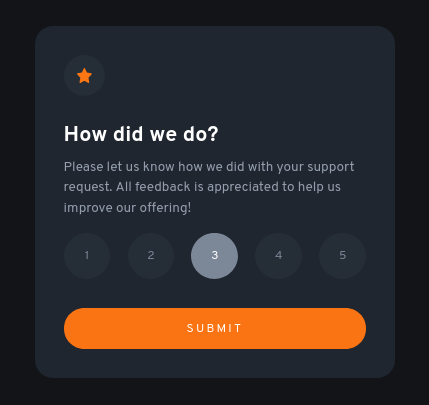 How did we do?
Please let us know how we did with your support
request. All feedback is appreciated to help us
improve our offering!
1 2 3 4 5
SUBMIT